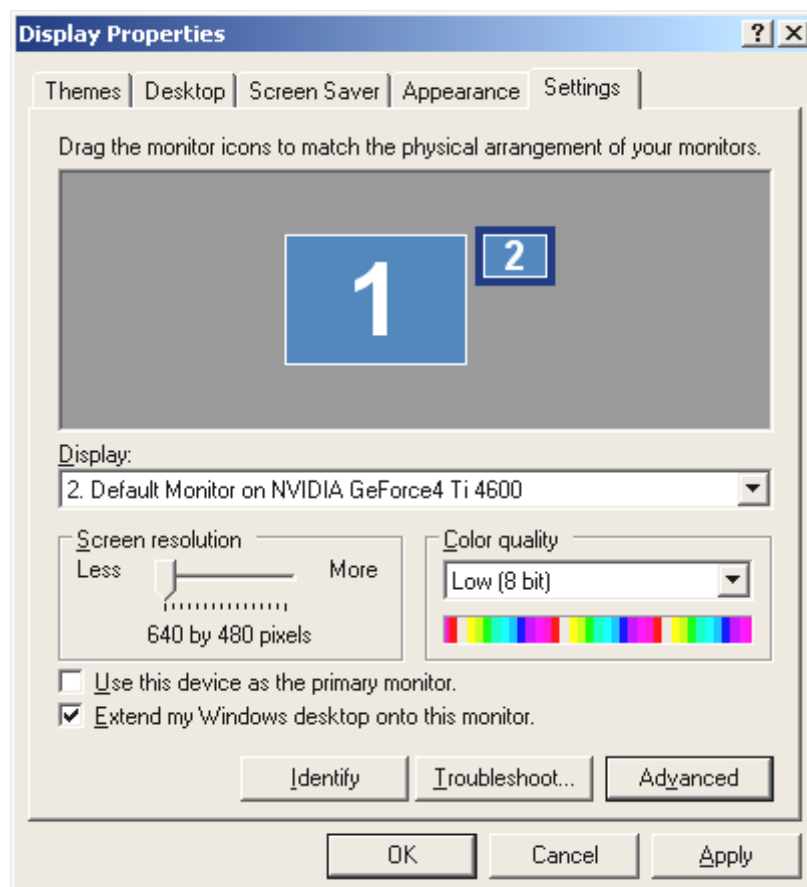 Display Properties
Themes Desktop Screen Saver Appearance Settings
Drag the monitor icons to match the physical arrangement of your monitors.
1 2
Display:
2. Default Monitor on NVIDIA GeForce4 Ti 4600
Screen resolution
Less More
640 by 480 pixels
Color quality
Low (8 bit)
Use this device as the primary monitor.
Extend my Windows desktop onto this monitor.
Identify Troubleshoot... Advanced
OK Cancel Apply